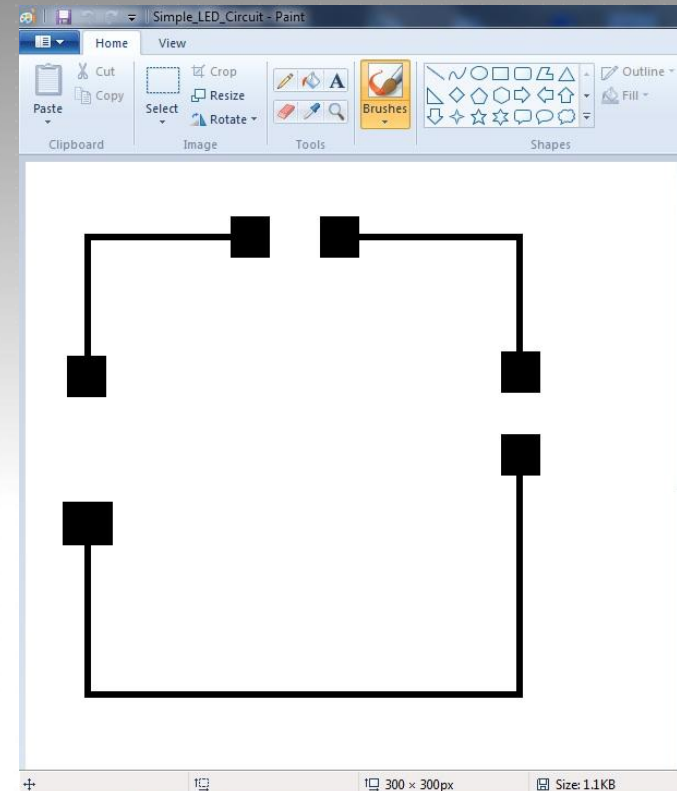 Simple_LED_Circuit - Paint
Home View
Paste
Cut
Copy
Clipboard
Select
Crop
Resize
Rotate
Image
A
Tools
Brushes
Shapes
Outline
Fill
300 × 300px
Size: 1.1KB